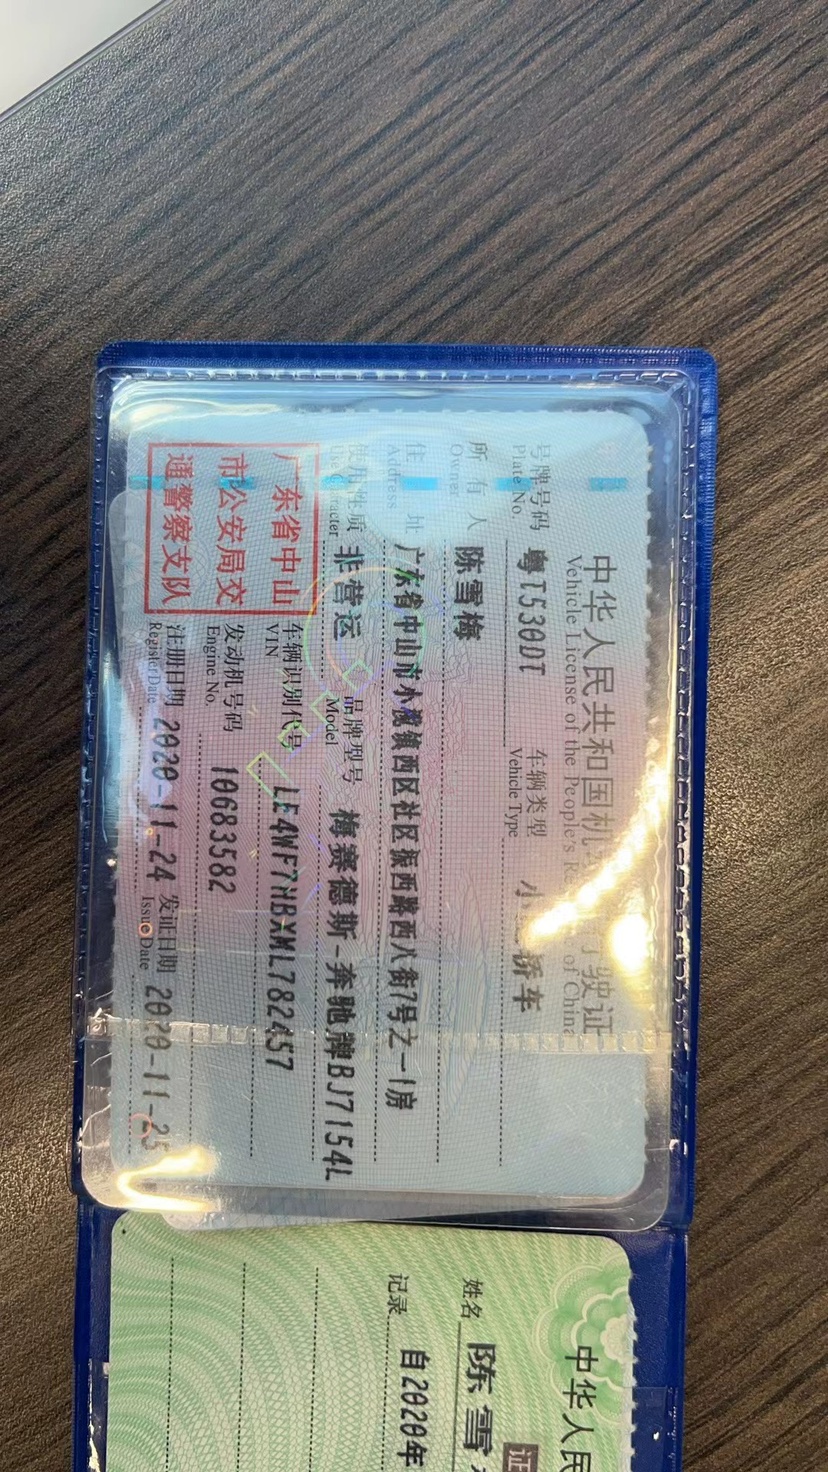 中华人民共和国机 驶证
Vehicle License of the People's Re of China
号牌号码 粤T530DT 车辆类型 小 轿车
Plate No. Vehicle Type
所有人 陈雪梅
Owner
住址 广东省中山市小榄镇西区社区振西路西八街7号之一1房
Address
使用性质 非营运 品牌型号 梅赛德斯-奔驰牌BJ7154L
Use Character Model
广东省中山
市公安局交
通警察支队
车辆识别代号 LE4WF7HBXML782457
VIN
发动机号码 10683582
Engine No.
注册日期 2020-11-24 发证日期 2020-11-25
Register Date Issue Date
中华人民
姓名 陈雪
证
记录 自2020年